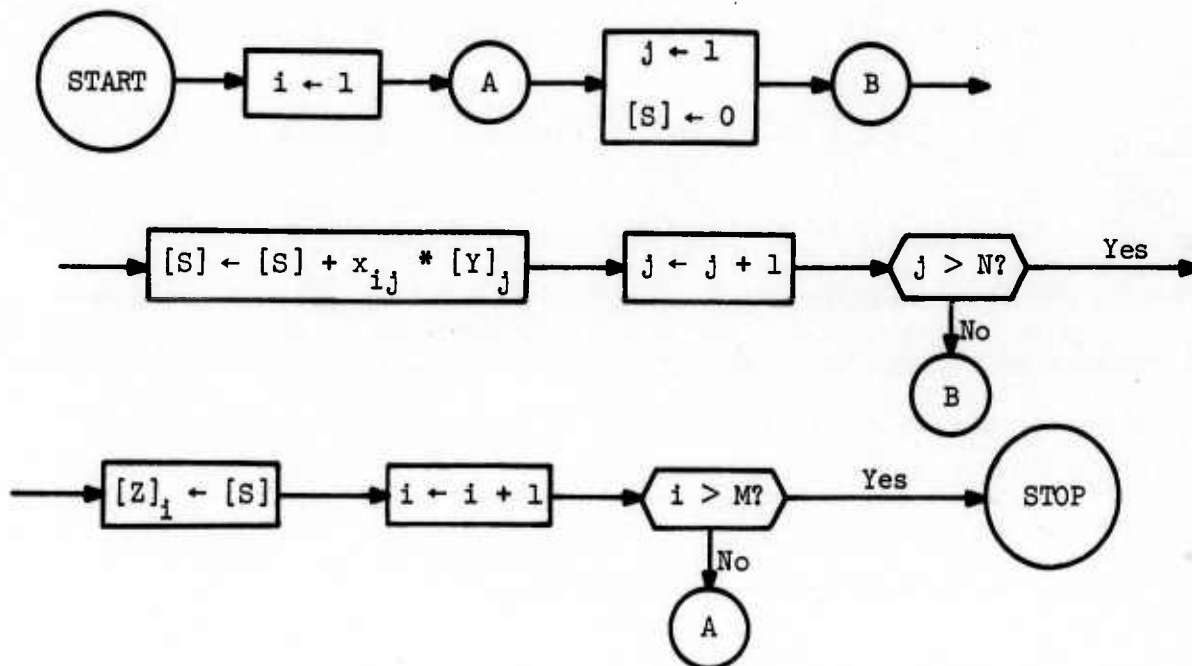 START
i ← 1
A
j ← 1
[S] ← 0
B
[S] ← [S] + x_ij * [Y]_j
j ← j + 1
j > N?
Yes
No
B
[Z]_i ← [S]
i ← i + 1
i > M?
Yes
STOP
No
A